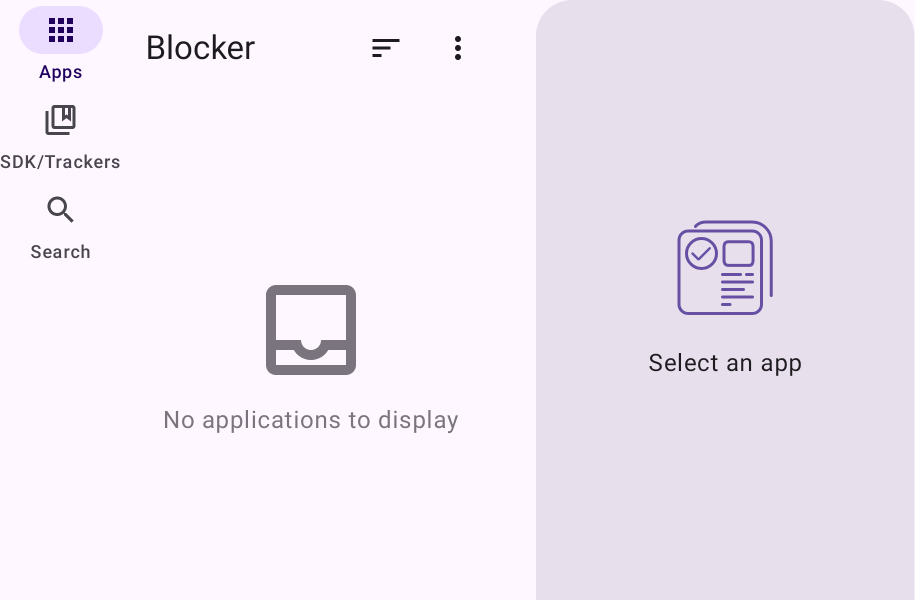 Apps
SDK/Trackers
Search
Blocker
No applications to display
Select an app